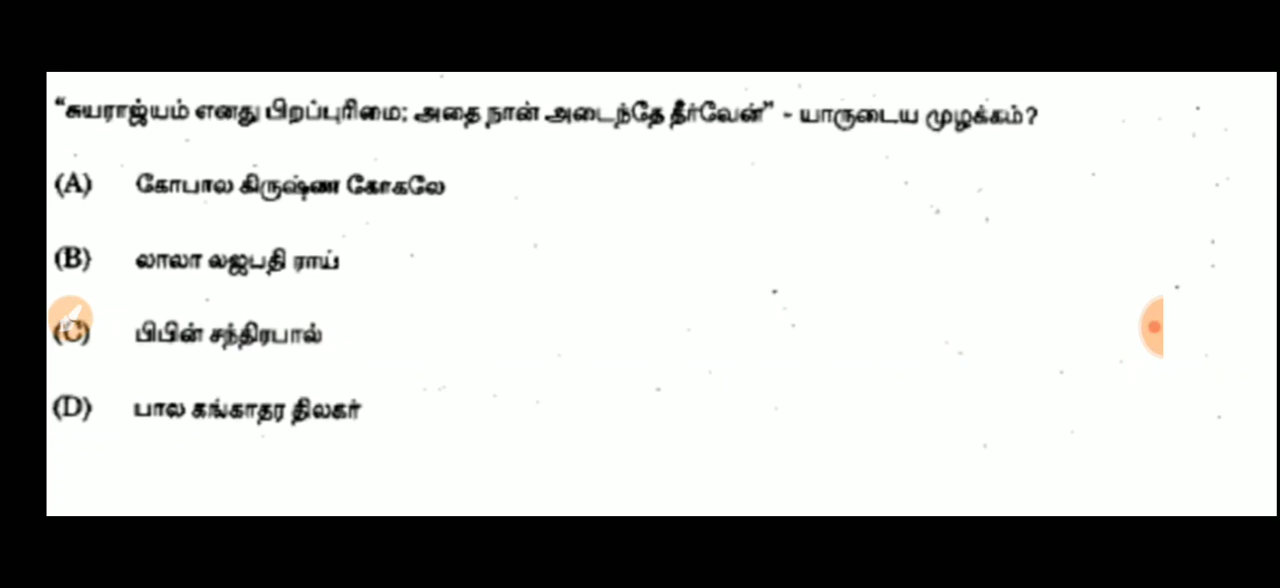 “சுயராஜ்யம் எனது பிறப்புரிமை; அதை நான் அடைந்தே தீர்வேன்” - யாருடைய முழக்கம்?
(A) கோபால கிருஷ்ண கோகலே
(B) லாலா லஜபதி ராய்
(C) பிபின் சந்திரபால்
(D) பால கங்காதர திலகர்